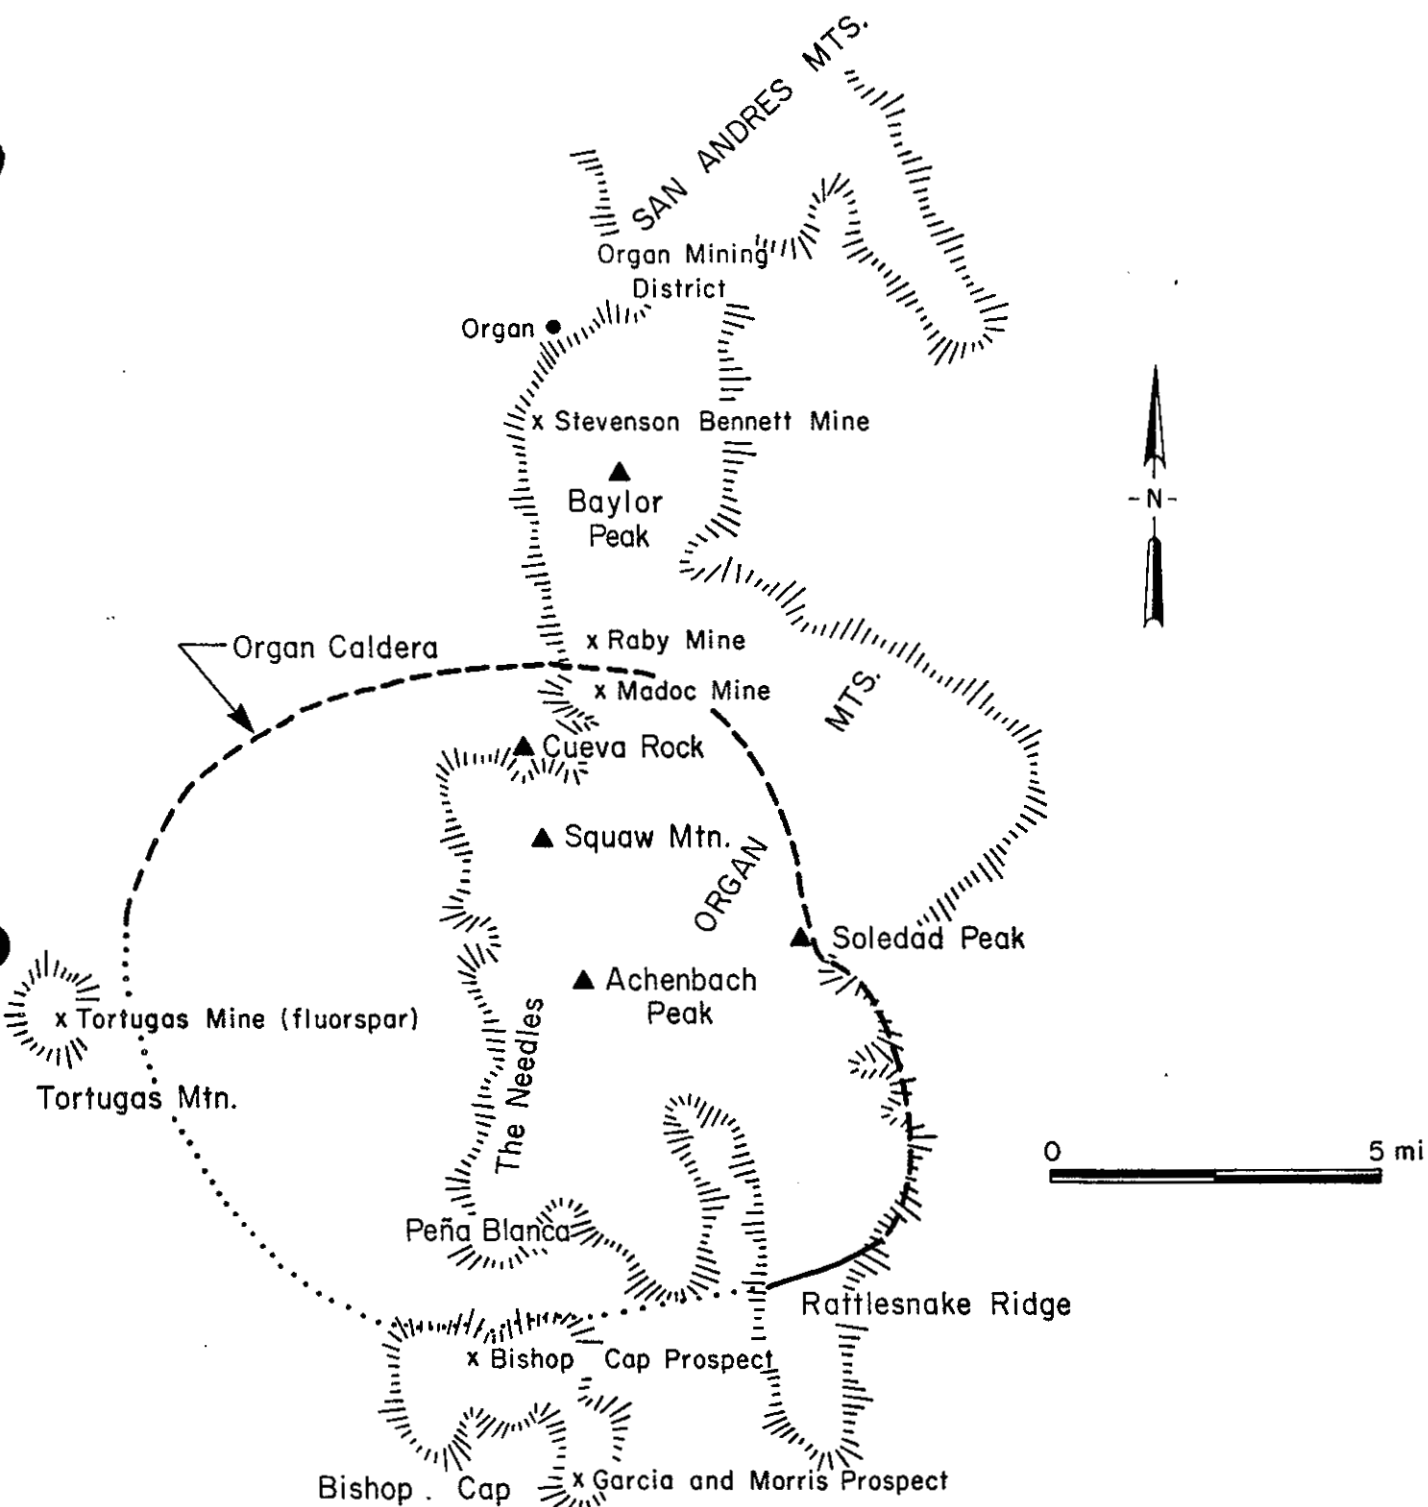 SAN ANDRES MTS.
Organ Mining
District
Organ
x Stevenson Bennett Mine
Baylor
Peak
-N-
x Raby Mine
Organ Caldera
x Madoc Mine
MTS.
Cueva Rock
Squaw Mtn.
ORGAN
Soledad Peak
Achenbach
Peak
x Tortugas Mine (fluorspar)
The Needles
Tortugas Mtn.
0 5 mi
Peña Blanca
Rattlesnake Ridge
x Bishop Cap Prospect
x Garcia and Morris Prospect
Bishop . Cap